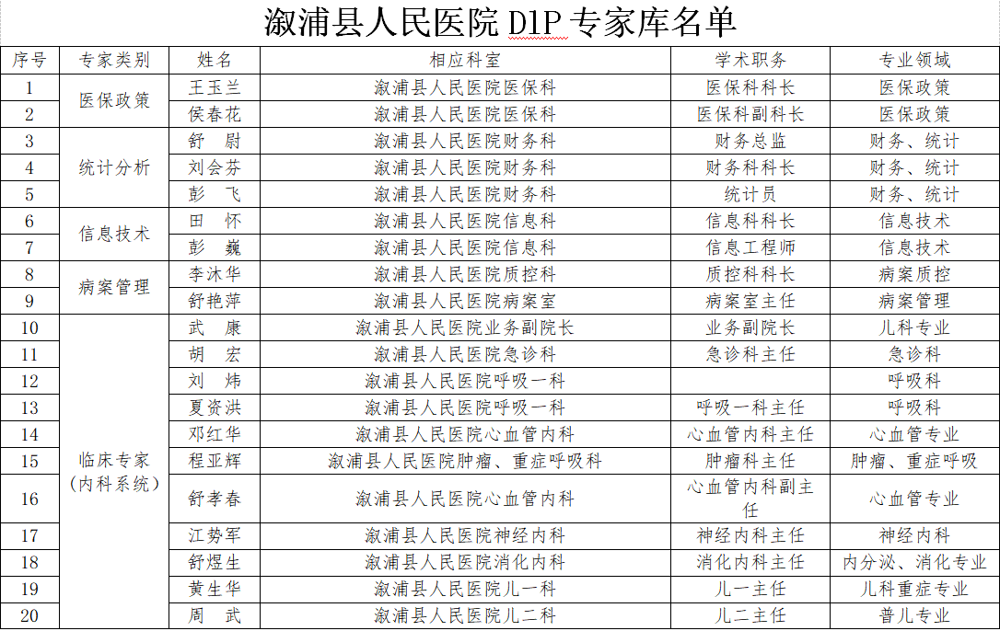 溆浦县人民医院D1P专家库名单
序号 专家类别 姓名 相应科室 学术职务 专业领域
1 医保政策 王玉兰 溆浦县人民医院医保科 医保科科长 医保政策
2 侯春花 溆浦县人民医院医保科 医保科副科长 医保政策
3 统计分析 舒 尉 溆浦县人民医院财务科 财务总监 财务、统计
4 刘会芬 溆浦县人民医院财务科 财务科科长 财务、统计
5 彭 飞 溆浦县人民医院财务科 统计员 财务、统计
6 信息技术 田 怀 溆浦县人民医院信息科 信息科科长 信息技术
7 彭 巍 溆浦县人民医院信息科 信息工程师 信息技术
8 病案管理 李沐华 溆浦县人民医院质控科 质控科科长 病案质控
9 舒艳萍 溆浦县人民医院病案室 病案室主任 病案管理
10 临床专家 武 康 溆浦县人民医院业务副院长 业务副院长 儿科专业
(内科系统)
11 胡 宏 溆浦县人民医院急诊科 急诊科主任 急诊科
12 刘 炜 溆浦县人民医院呼吸一科 呼吸科
13 夏资洪 溆浦县人民医院呼吸一科 呼吸一科主任 呼吸科
14 邓红华 溆浦县人民医院心血管内科 心血管内科主任 心血管专业
15 程亚辉 溆浦县人民医院肿瘤、重症呼吸科 肿瘤科主任 肿瘤、重症呼吸
16 舒孝春 溆浦县人民医院心血管内科 心血管内科副主
任 心血管专业
17 江势军 溆浦县人民医院神经内科 神经内科主任 神经内科
18 舒煜生 溆浦县人民医院消化内科 消化内科主任 内分泌、消化专业
19 黄生华 溆浦县人民医院儿一科 儿一主任 儿科重症专业
20 周 武 溆浦县人民医院儿二科 儿二主任 普儿专业